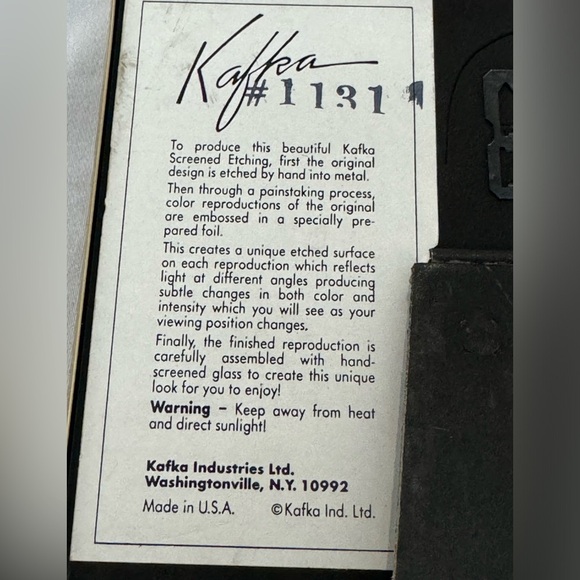 Kafka
#11311
To produce this beautiful Kafka
Screened Etching, first the original
design is etched by hand into metal.
Then through a painstaking process,
color reproductions of the original
are embossed in a specially pre-
pared foil.
This creates a unique etched surface
on each reproduction which reflects
light at different angles producing
subtle changes in both color and
intensity which you will see as your
viewing position changes.
Finally, the finished reproduction is
carefully assembled with hand-
screened glass to create this unique
look for you to enjoy!
Warning – Keep away from heat
and direct sunlight!
Kafka Industries Ltd.
Washingtonville, N.Y. 10992
Made in U.S.A. ©Kafka Ind. Ltd.